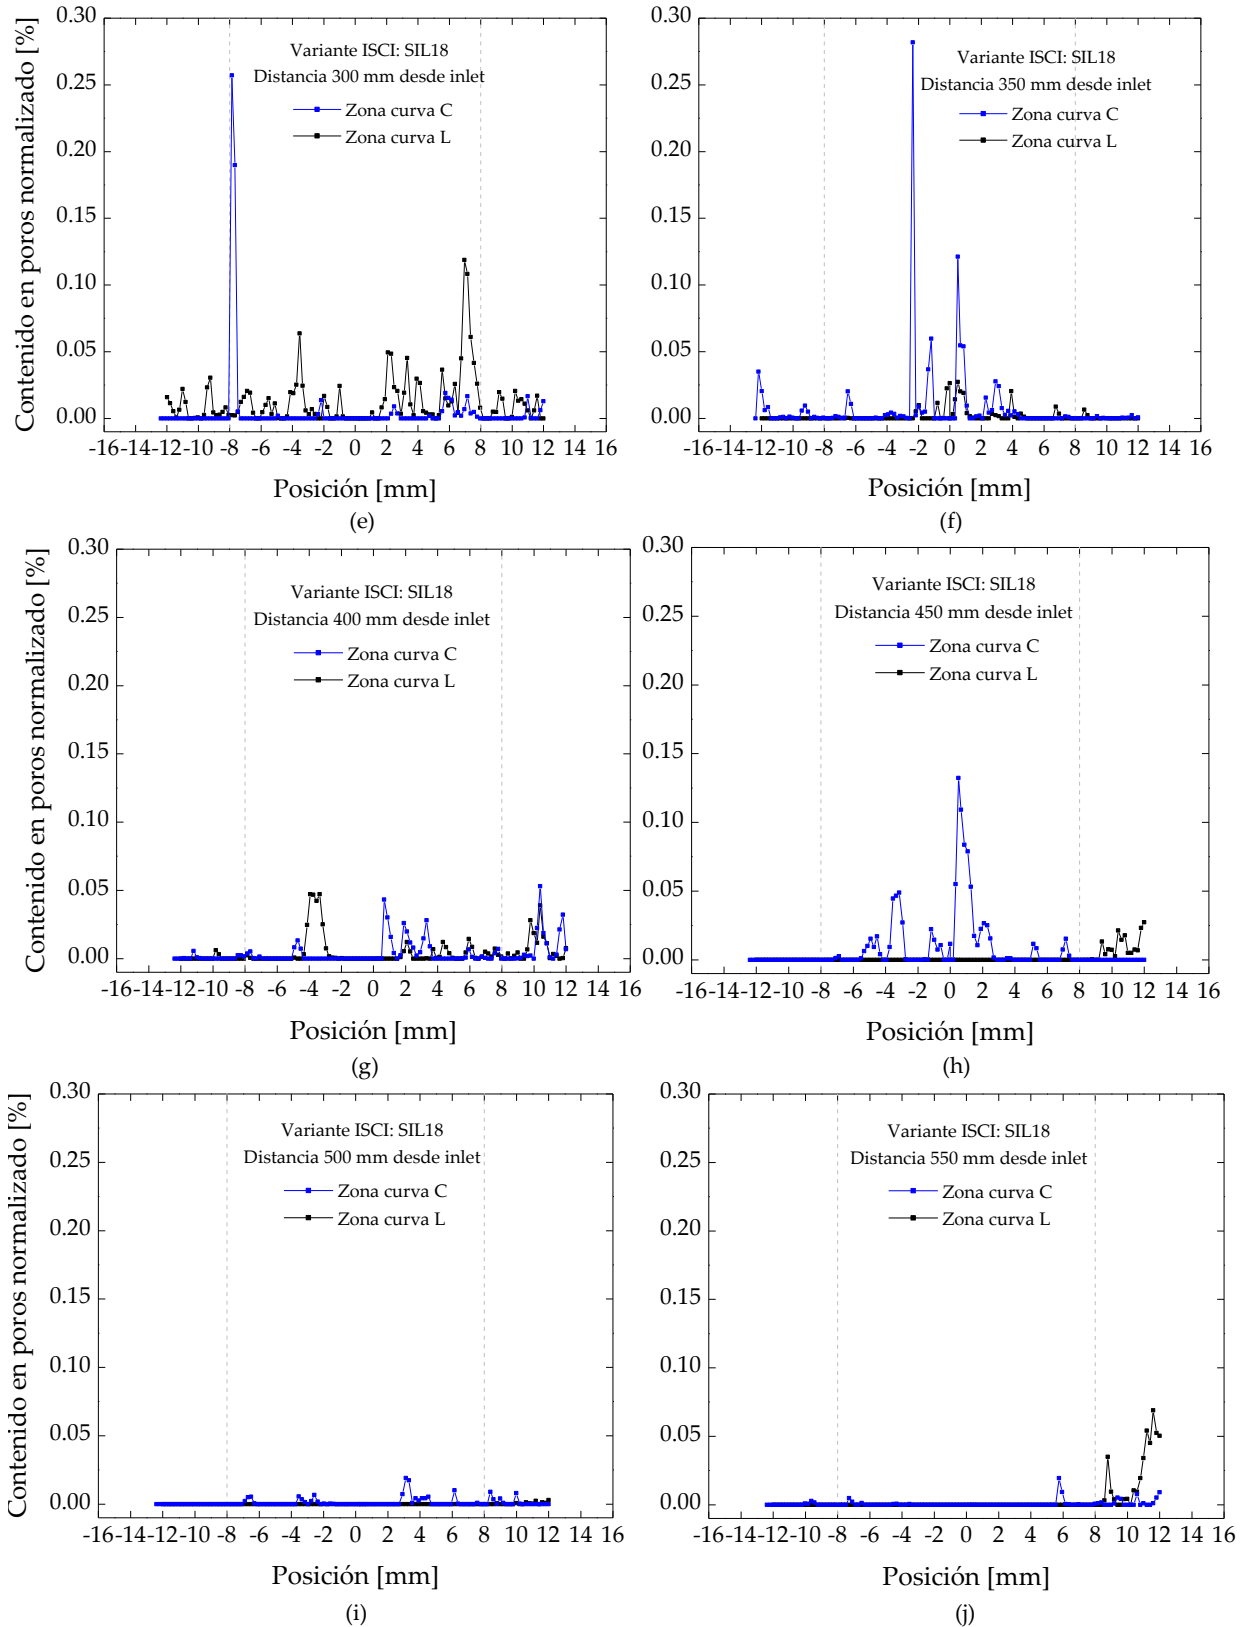 Contenido en poros normalizado [%]
0.30
0.25
0.20
0.15
0.10
0.05
0.00
Variante ISCI: SIL18
Distancia 300 mm desde inlet
Zona curva C
Zona curva L
-16 -14 -12 -10 -8 -6 -4 -2 0 2 4 6 8 10 12 14 16
Posición [mm]
(e)
0.30
0.25
0.20
0.15
0.10
0.05
0.00
Variante ISCI: SIL18
Distancia 350 mm desde inlet
Zona curva C
Zona curva L
-16 -14 -12 -10 -8 -6 -4 -2 0 2 4 6 8 10 12 14 16
Posición [mm]
(f)
Contenido en poros normalizado [%]
0.30
0.25
0.20
0.15
0.10
0.05
0.00
Variante ISCI: SIL18
Distancia 400 mm desde inlet
Zona curva C
Zona curva L
-16 -14 -12 -10 -8 -6 -4 -2 0 2 4 6 8 10 12 14 16
Posición [mm]
(g)
0.30
0.25
0.20
0.15
0.10
0.05
0.00
Variante ISCI: SIL18
Distancia 450 mm desde inlet
Zona curva C
Zona curva L
-16 -14 -12 -10 -8 -6 -4 -2 0 2 4 6 8 10 12 14 16
Posición [mm]
(h)
Contenido en poros normalizado [%]
0.30
0.25
0.20
0.15
0.10
0.05
0.00
Variante ISCI: SIL18
Distancia 500 mm desde inlet
Zona curva C
Zona curva L
-16 -14 -12 -10 -8 -6 -4 -2 0 2 4 6 8 10 12 14 16
Posición [mm]
(i)
0.30
0.25
0.20
0.15
0.10
0.05
0.00
Variante ISCI: SIL18
Distancia 550 mm desde inlet
Zona curva C
Zona curva L
-16 -14 -12 -10 -8 -6 -4 -2 0 2 4 6 8 10 12 14 16
Posición [mm]
(j)